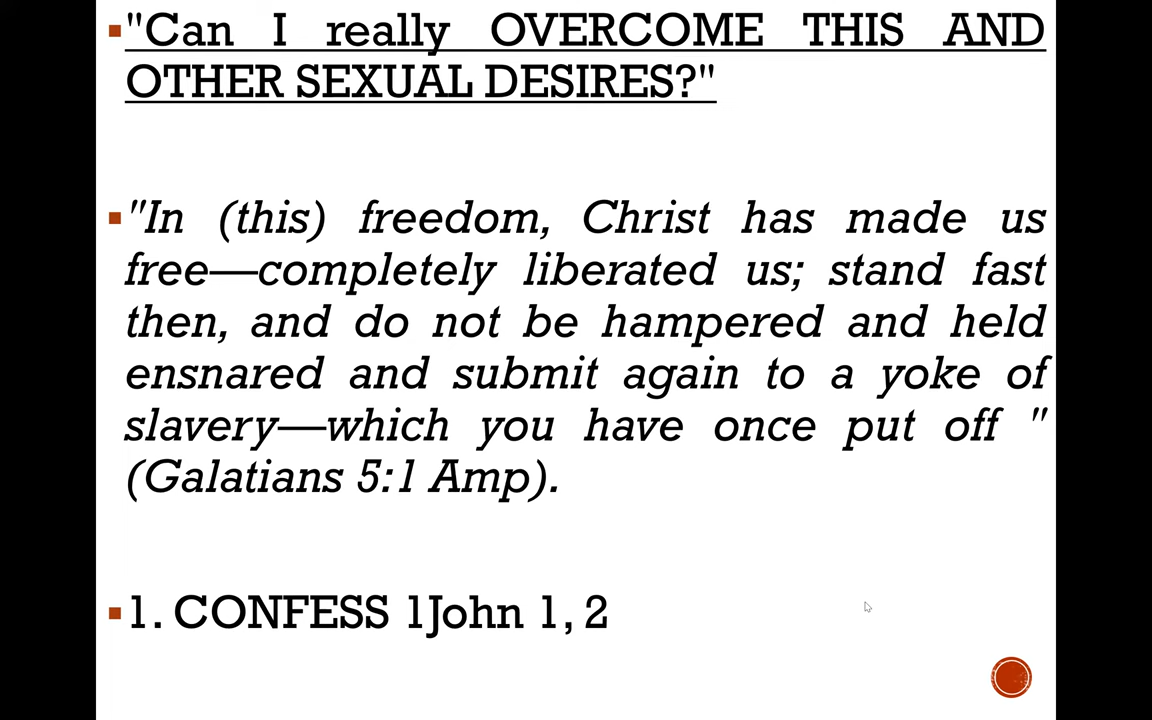 "Can I really OVERCOME THIS AND
OTHER SEXUAL DESIRES?"
"In (this) freedom, Christ has made us
free—completely liberated us; stand fast
then, and do not be hampered and held
ensnared and submit again to a yoke of
slavery—which you have once put off "
(Galatians 5:1 Amp).
1. CONFESS 1John 1, 2